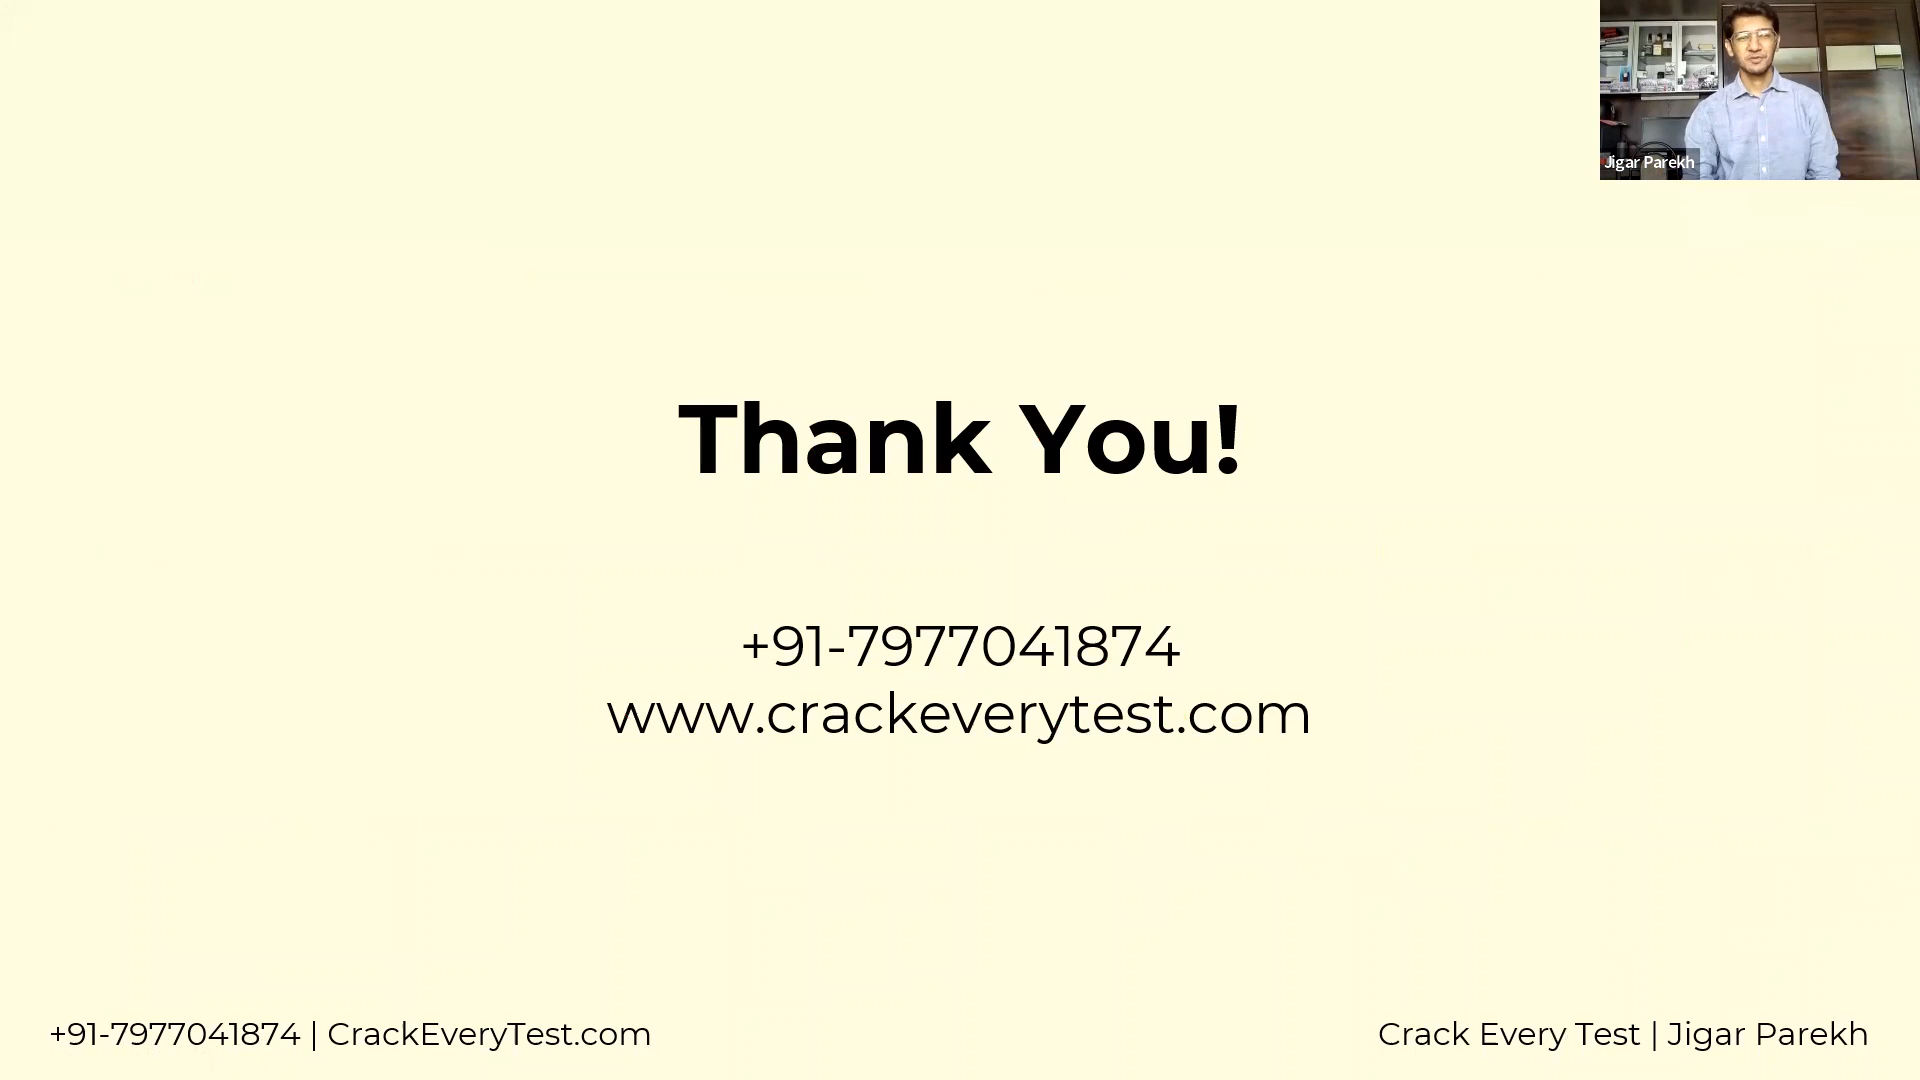 Jigar Parekh
Thank You!
+91-7977041874
www.crackeverytest.com
+91-7977041874 | CrackEveryTest.com
Crack Every Test | Jigar Parekh